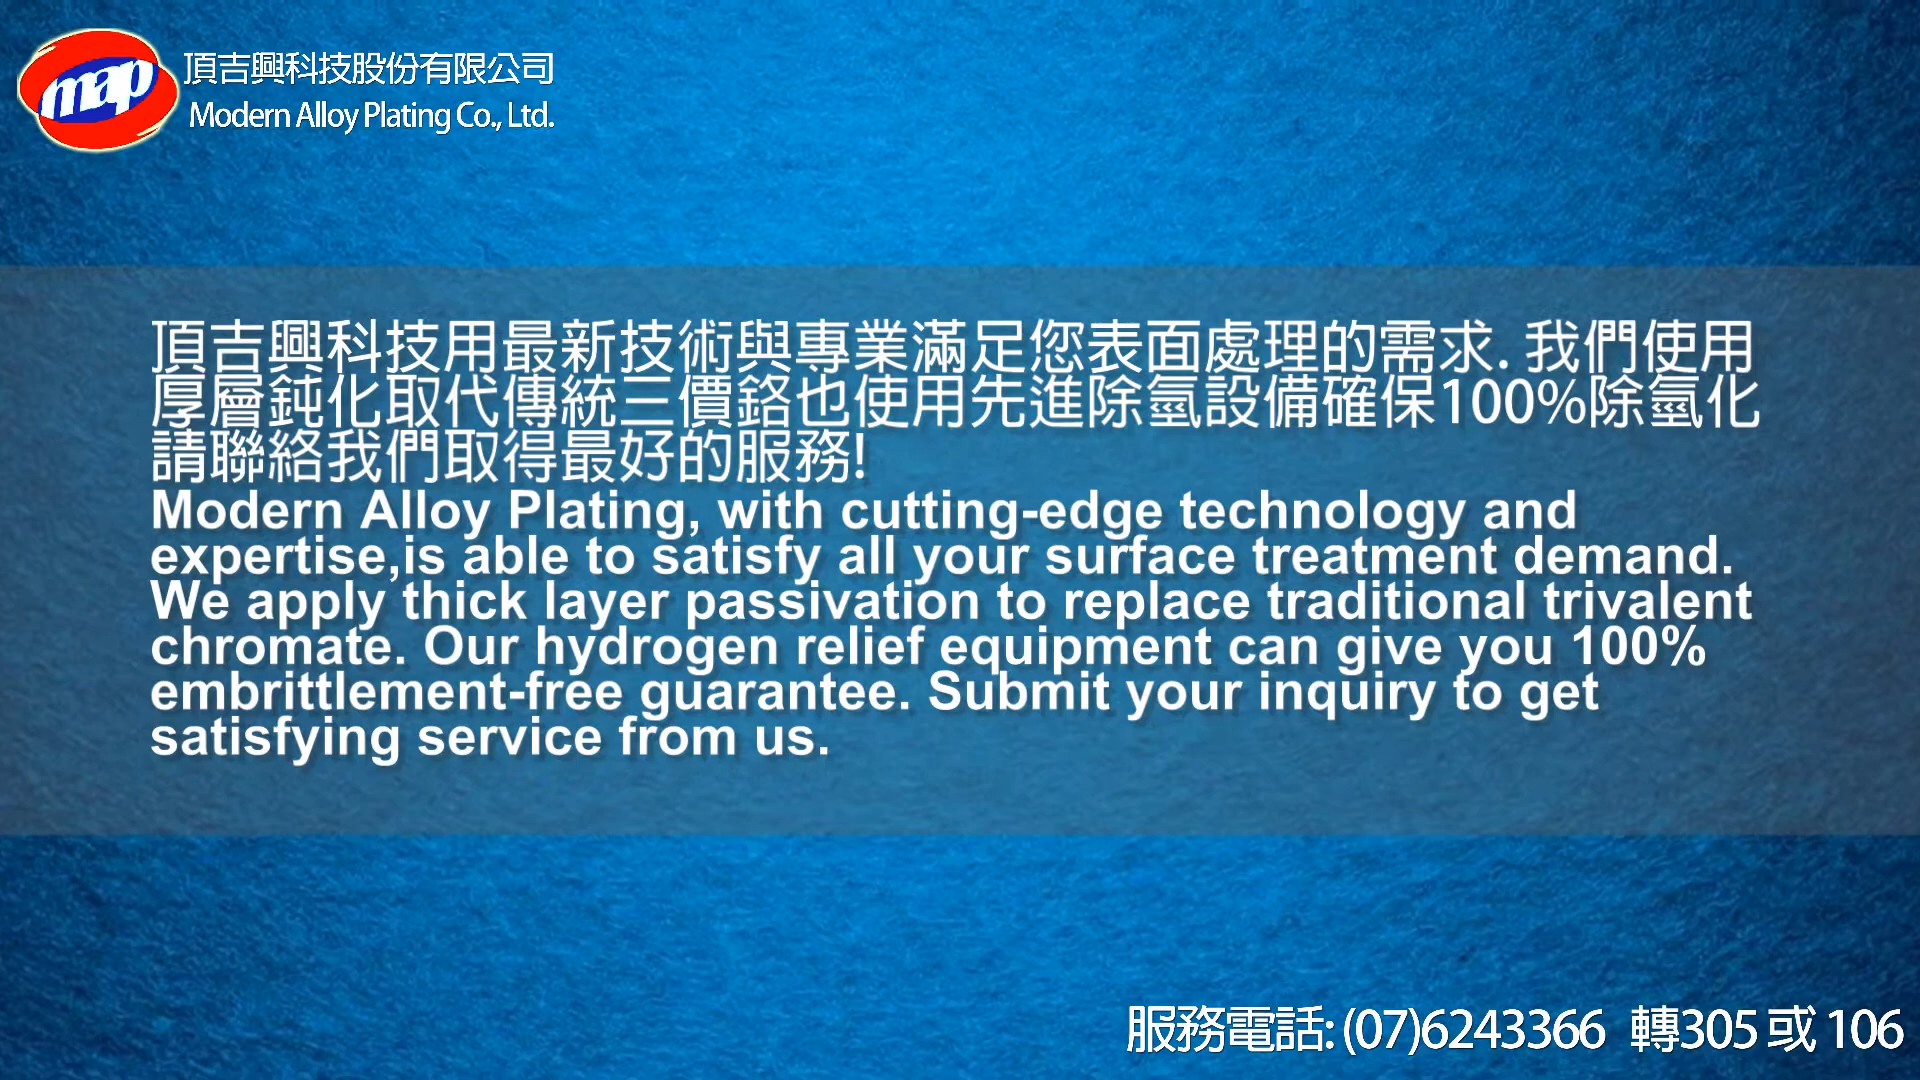 map
頂吉興科技股份有限公司
Modern Alloy Plating Co., Ltd.
頂吉興科技用最新技術與專業滿足您表面處理的需求. 我們使用
厚層鈍化取代傳統三價鉻也使用先進除氫設備確保100%除氫化
請聯絡我們取得最好的服務!
Modern Alloy Plating, with cutting-edge technology and
expertise,is able to satisfy all your surface treatment demand.
We apply thick layer passivation to replace traditional trivalent
chromate. Our hydrogen relief equipment can give you 100%
embrittlement-free guarantee. Submit your inquiry to get
satisfying service from us.
服務電話: (07)6243366 轉305 或 106